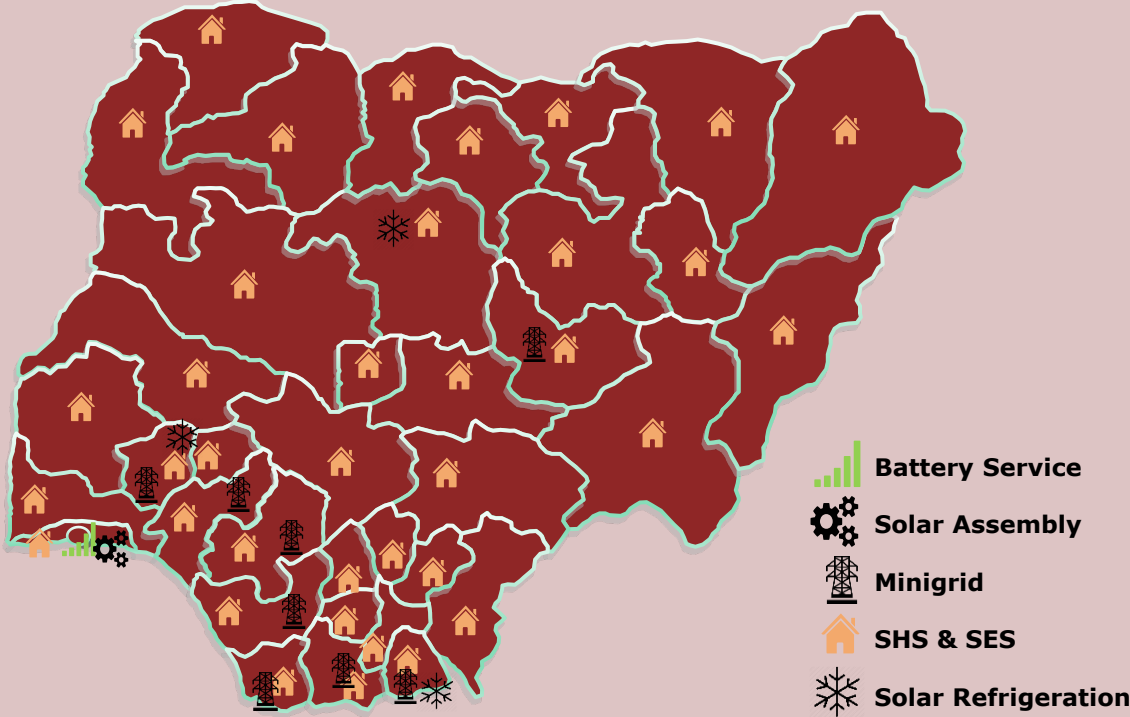 Battery Service
Solar Assembly
Minigrid
SHS & SES
Solar Refrigeration